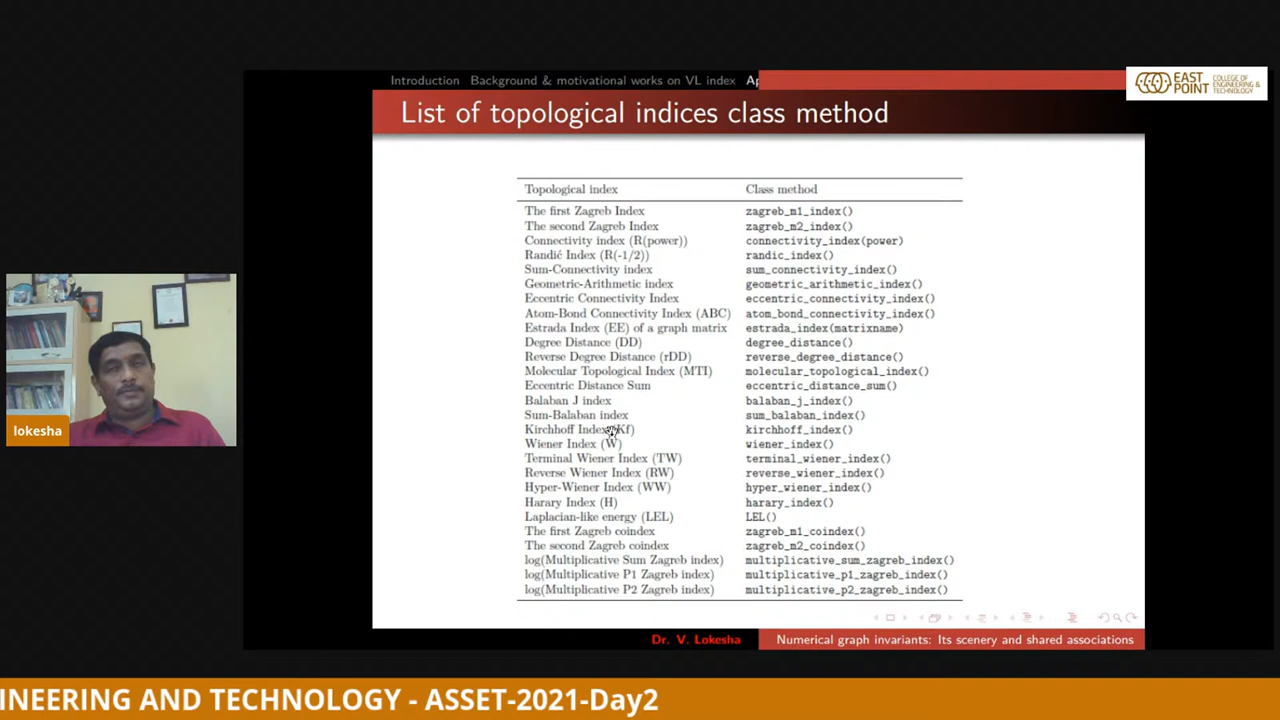 Introduction Background & motivational works on VL index Ap
EAST POINT COLLEGE OF ENGINEERING & TECHNOLOGY
List of topological indices class method
Topological index Class method
The first Zagreb Index zagreb_m1_index()
The second Zagreb Index zagreb_m2_index()
Connectivity index (R(power)) connectivity_index(power)
Randić Index (R(-1/2)) randic_index()
Sum-Connectivity index sum_connectivity_index()
Geometric-Arithmetic index geometric_arithmetic_index()
Eccentric Connectivity Index eccentric_connectivity_index()
Atom-Bond Connectivity Index (ABC) atom_bond_connectivity_index()
Estrada Index (EE) of a graph matrix estrada_index(matrixname)
Degree Distance (DD) degree_distance()
Reverse Degree Distance (rDD) reverse_degree_distance()
Molecular Topological Index (MTI) molecular_topological_index()
Eccentric Distance Sum eccentric_distance_sum()
Balaban J index balaban_j_index()
Sum-Balaban index sum_balaban_index()
Kirchhoff Index (Kf) kirchhoff_index()
Wiener Index (W) wiener_index()
Terminal Wiener Index (TW) terminal_wiener_index()
Reverse Wiener Index (RW) reverse_wiener_index()
Hyper-Wiener Index (WW) hyper_wiener_index()
Harary Index (H) harary_index()
Laplacian-like energy (LEL) LEL()
The first Zagreb coindex zagreb_m1_coindex()
The second Zagreb coindex zagreb_m2_coindex()
log(Multiplicative Sum Zagreb index) multiplicative_sum_zagreb_index()
log(Multiplicative P1 Zagreb index) multiplicative_p1_zagreb_index()
log(Multiplicative P2 Zagreb index) multiplicative_p2_zagreb_index()
lokesha
Dr. V. Lokesha Numerical graph invariants: Its scenery and shared associations
INEERING AND TECHNOLOGY - ASSET-2021-Day2